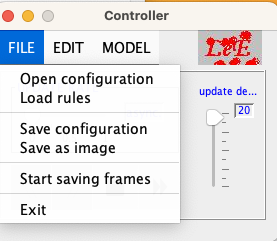 Controller
FILE EDIT MODEL
LeE
Open configuration
Load rules
update de...
20
Save configuration
Save as image
Start saving frames
Exit